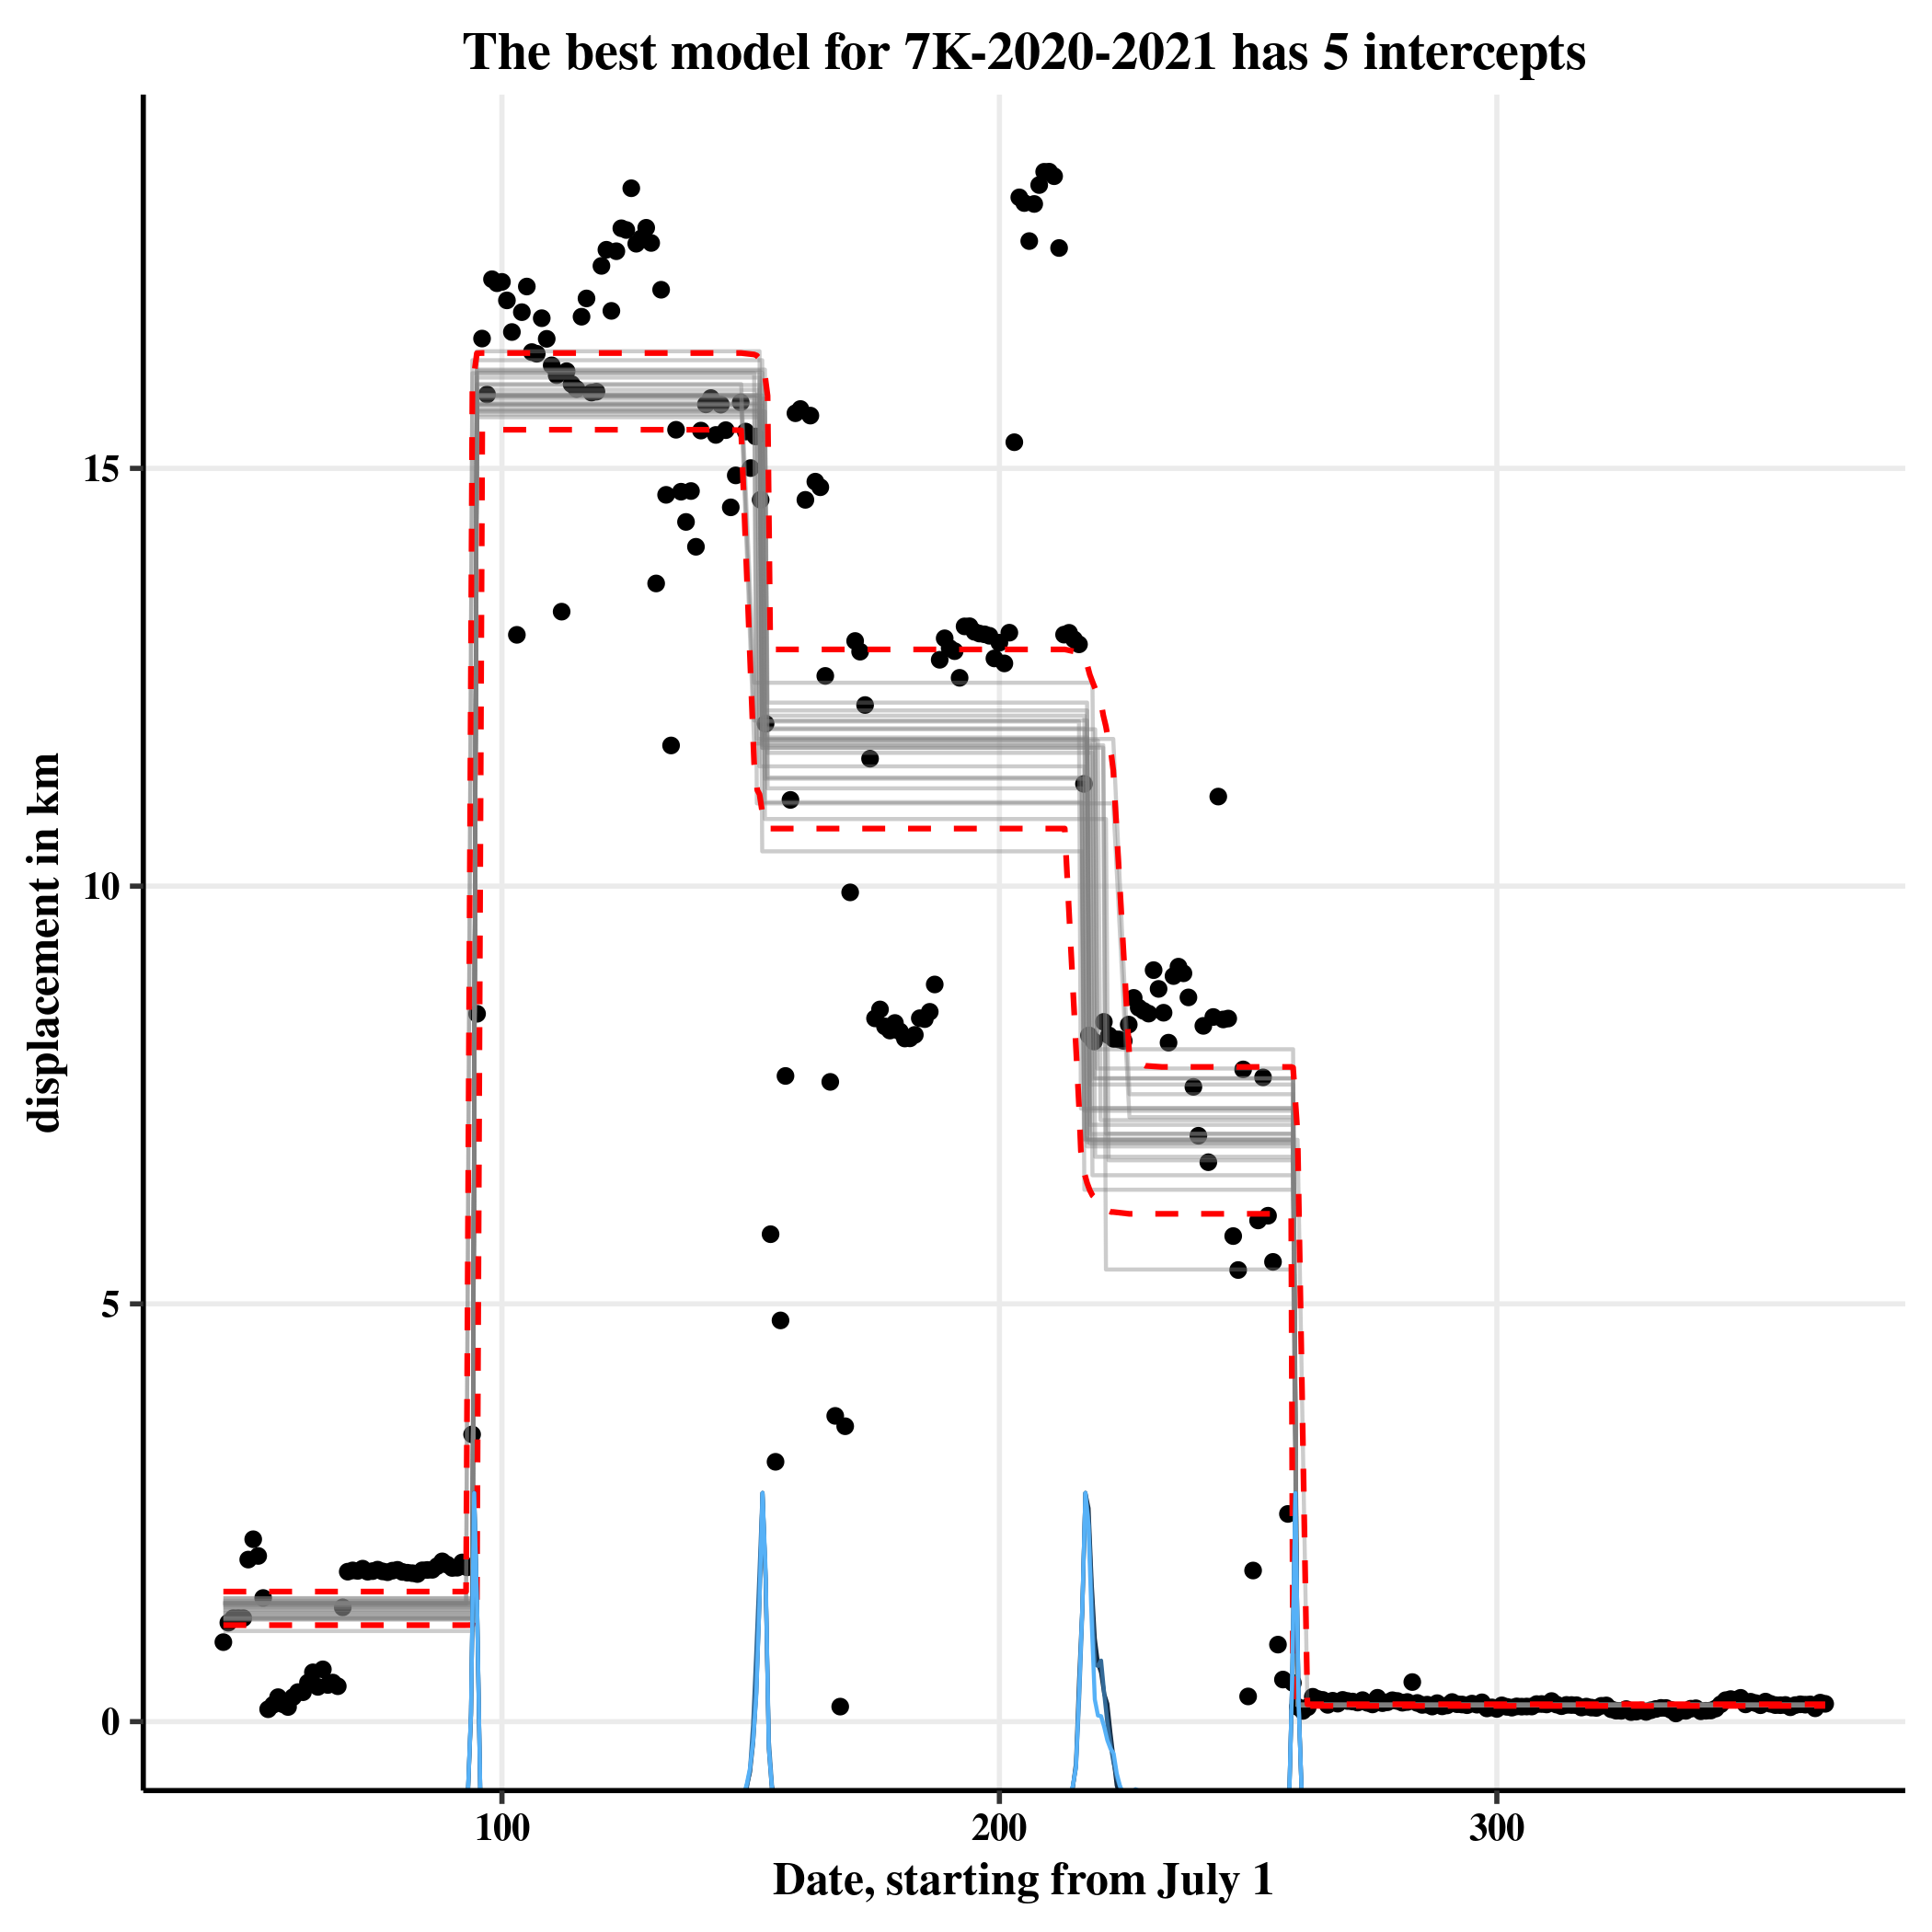 The best model for 7K-2020-2021 has 5 intercepts
displacement in km
15
10
5
0
100
200
300
Date, starting from July 1